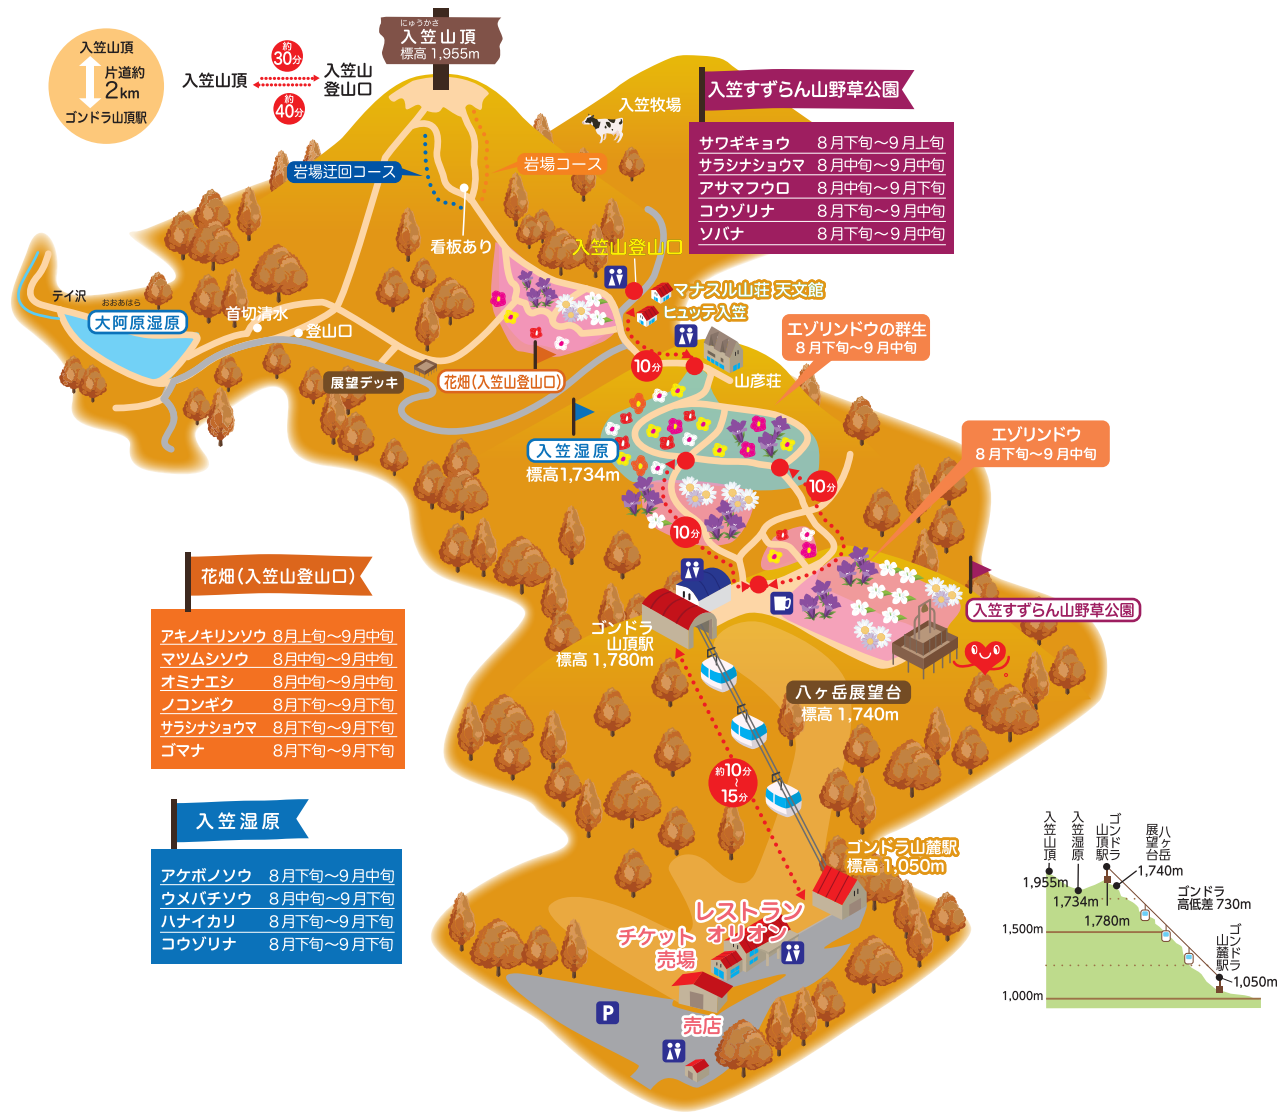 入笠山頂
片道約
2km
ゴンドラ山頂駅
約
30分
入笠山頂
入笠山
登山口
約
40分
にゅうかさ
入笠山頂
標高 1,955m
入笠牧場
岩場迂回コース
岩場コース
看板あり
入笠すずらん山野草公園
サワギキョウ 8月下旬〜9月上旬
サラシナショウマ 8月中旬〜9月中旬
アサマフウロ 8月中旬〜9月下旬
コウゾリナ 8月下旬〜9月中旬
ソバナ 8月下旬〜9月中旬
入笠山登山口
マナスル山荘 天文館
ヒュッテ入笠
テイ沢
おおあはら
大阿原湿原
首切清水
登山口
展望デッキ
花畑(入笠山登山口)
10分
山彦荘
エゾリンドウの群生
8月下旬〜9月中旬
入笠湿原
標高1,734m
エゾリンドウ
8月下旬〜9月中旬
10分
10分
花畑(入笠山登山口)
アキノキリンソウ 8月上旬〜9月中旬
マツムシソウ 8月中旬〜9月中旬
オミナエシ 8月中旬〜9月中旬
ノコンギク 8月下旬〜9月下旬
サラシナショウマ 8月下旬〜9月下旬
ゴマナ 8月下旬〜9月下旬
ゴンドラ
山頂駅
標高 1,780m
入笠すずらん山野草公園
八ヶ岳展望台
標高 1,740m
約10分
〜
15分
入笠湿原
アケボノソウ 8月下旬〜9月中旬
ウメバチソウ 8月中旬〜9月下旬
ハナイカリ 8月下旬〜9月下旬
コウゾリナ 8月下旬〜9月下旬
ゴンドラ山麓駅
標高 1,050m
レストラン
オリオン
チケット
売場
売店
P
入笠山頂
入笠湿原
ゴンドラ
山頂駅
八ヶ岳
展望台
1,955m
1,734m
1,740m
1,780m
ゴンドラ
高低差 730m
1,500m
ゴンドラ
山麓駅
1,050m
1,000m